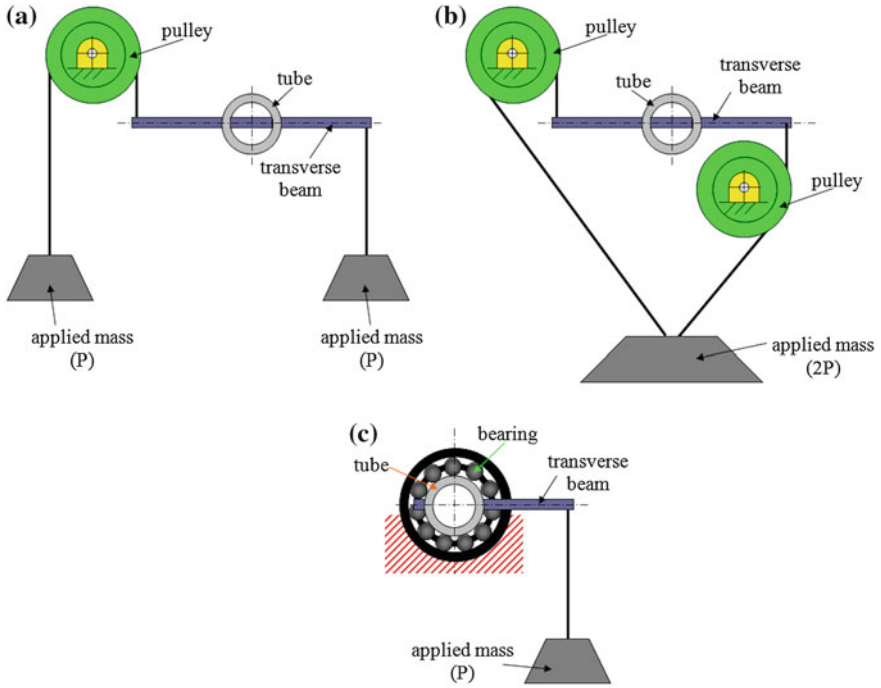 (a)
pulley
tube
transverse
beam
applied mass
(P)
applied mass
(P)
(b)
tube
transverse
beam
pulley
applied mass
(2P)
(c)
bearing
tube
transverse
beam
applied mass
(P)